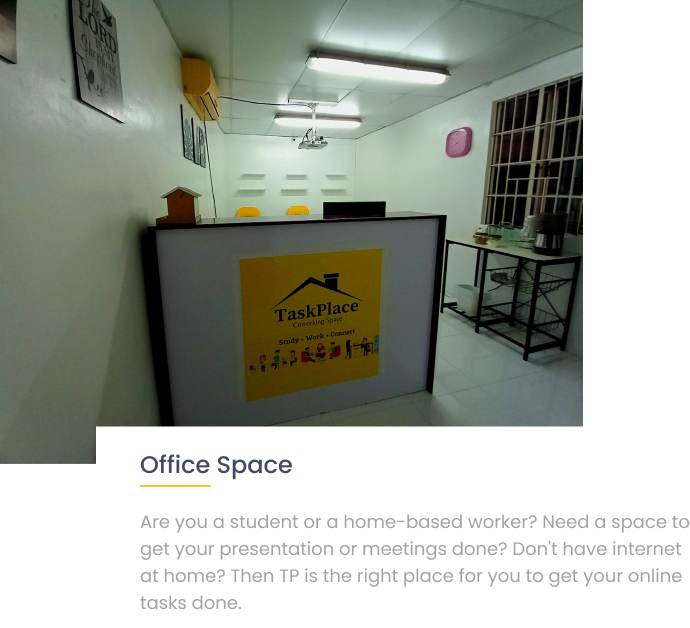 LORD
TaskPlace
Coworking Space
Study • Work • Connect
Office Space
Are you a student or a home-based worker? Need a space to
get your presentation or meetings done? Don't have internet
at home? Then TP is the right place for you to get your online
tasks done.